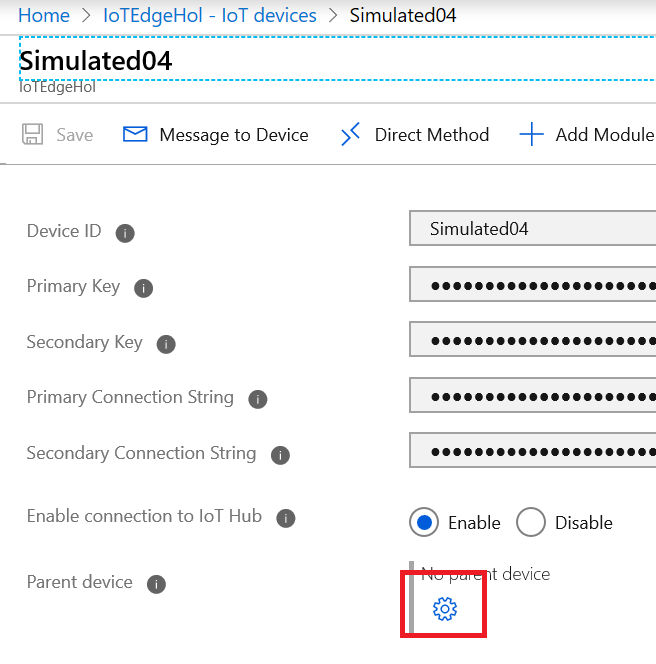 Home > IoTEdgeHol - IoT devices > Simulated04
Simulated04
IoTEdgeHol
Save Message to Device Direct Method Add Module
Device ID Simulated04
Primary Key ●●●●●●●●●●●●●●●●●●●●●
Secondary Key ●●●●●●●●●●●●●●●●●●●●●
Primary Connection String ●●●●●●●●●●●●●●●●●●●●●
Secondary Connection String ●●●●●●●●●●●●●●●●●●●●●
Enable connection to IoT Hub Enable Disable
Parent device No parent device